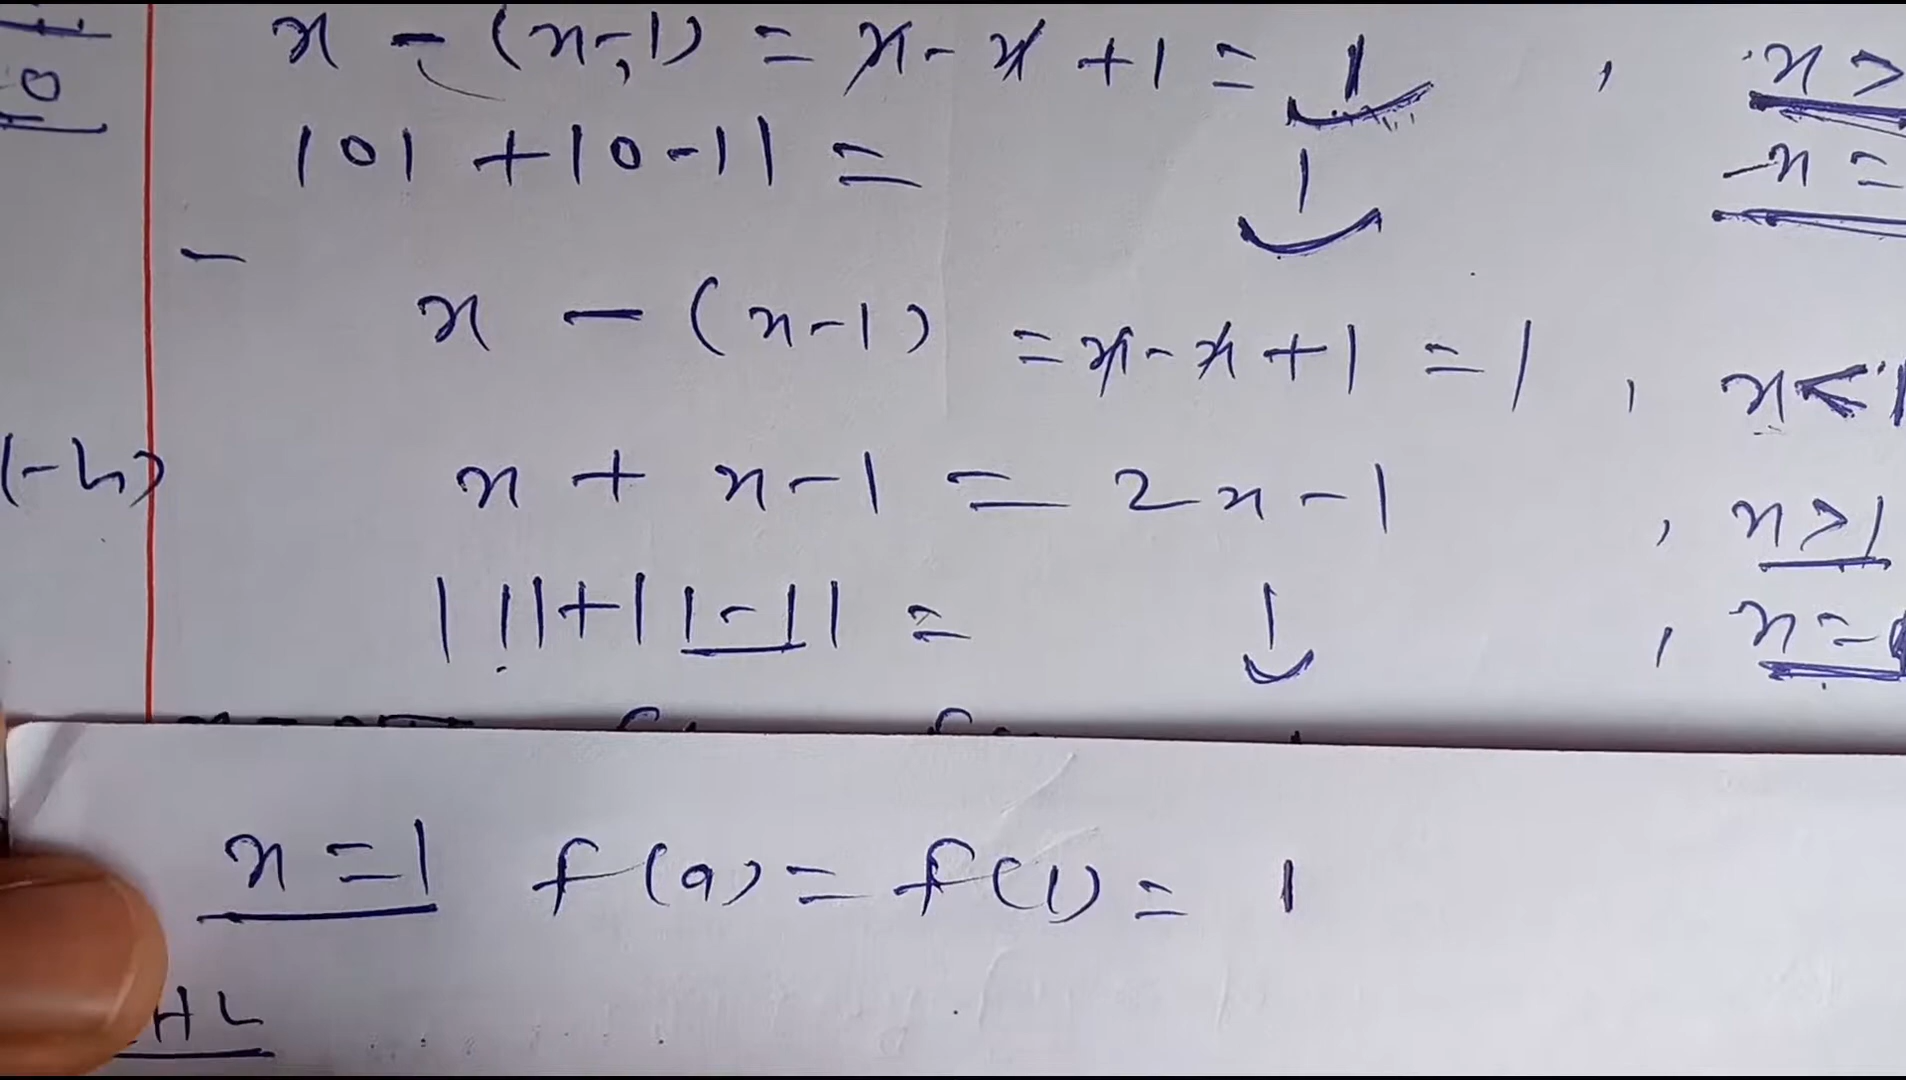 x - (x-1) = x - x + 1 = 1 , x >
|0| + |0-1| = 1 x =
x - (x-1) = x - x + 1 = 1 , x < 1
(-h)
x + x - 1 = 2x - 1 , x > 1
|1| + |1-1| = 1 , x =
x = 1 f(a) = f(1) = 1
HL